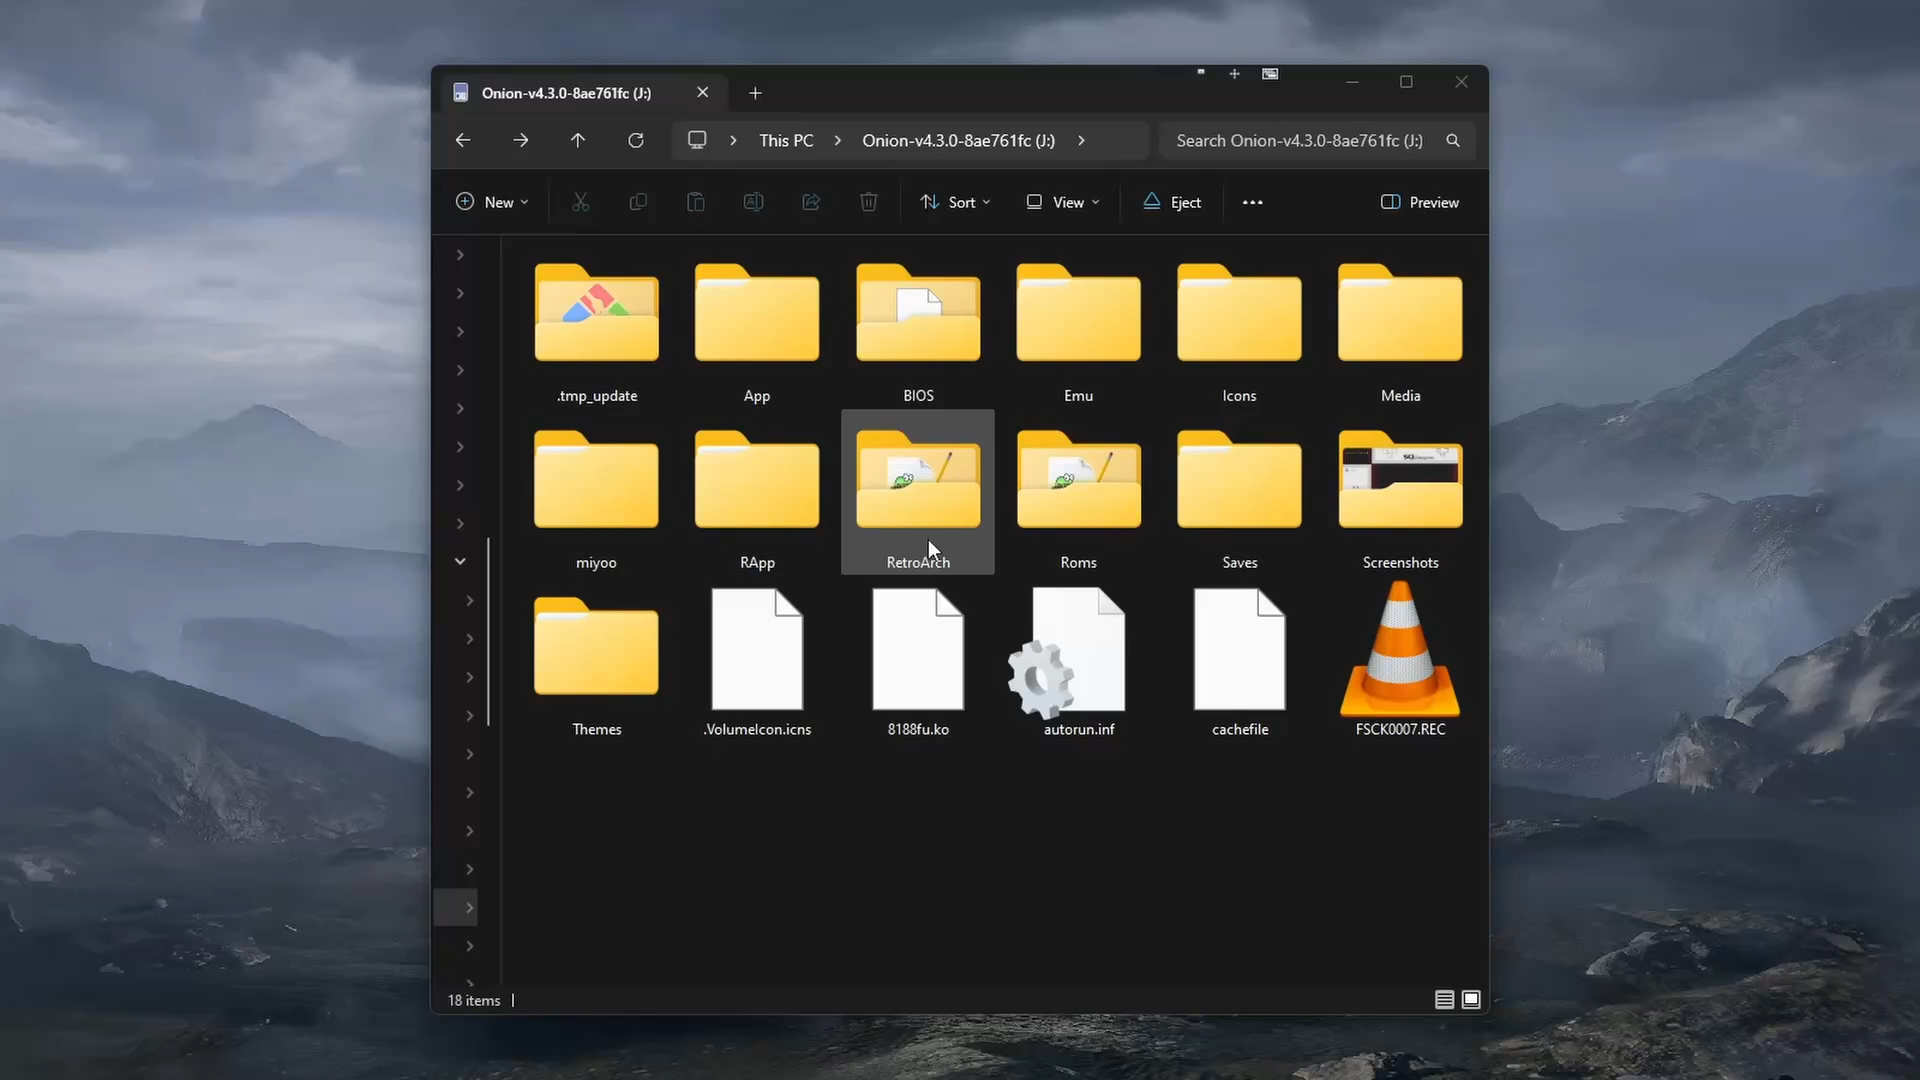 Onion-v4.3.0-8ae761fc (J:)
This PC
Onion-v4.3.0-8ae761fc (J:)
Search Onion-v4.3.0-8ae761fc (J:)
New
Sort
View
Eject
Preview
.tmp_update
App
BIOS
Emu
Icons
Media
miyoo
RApp
RetroArch
Roms
Saves
Screenshots
Themes
.VolumeIcon.icns
8188fu.ko
autorun.inf
cachefile
FSCK0007.REC
18 items